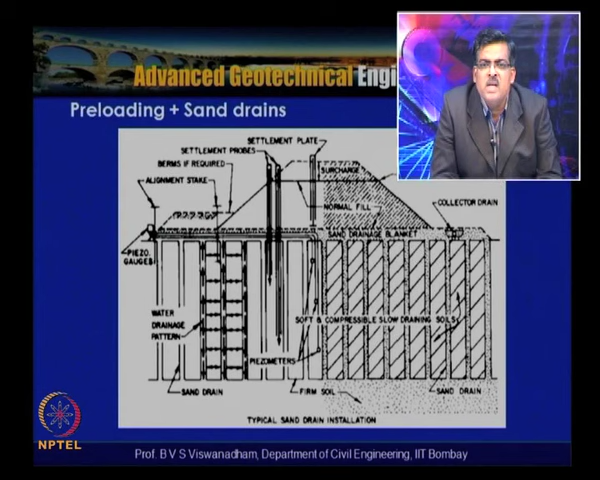 Advanced Geotechnical Engi
Preloading + Sand drains
SETTLEMENT PLATE
SETTLEMENT PROBES
BERMS IF REQUIRED
SURCHARGE
ALIGNMENT STAKE
NORMAL FILL
COLLECTOR DRAIN
SAND DRAINAGE BLANKET
PIEZO.
GAUGES
WATER
DRAINAGE
PATTERN
SOFT & COMPRESSIBLE SLOW DRAINING SOILS
PIEZOMETERS
SAND DRAIN
FIRM SOIL
SAND DRAIN
TYPICAL SAND DRAIN INSTALLATION
NPTEL
Prof. B V S Viswanadham, Department of Civil Engineering, IIT Bombay